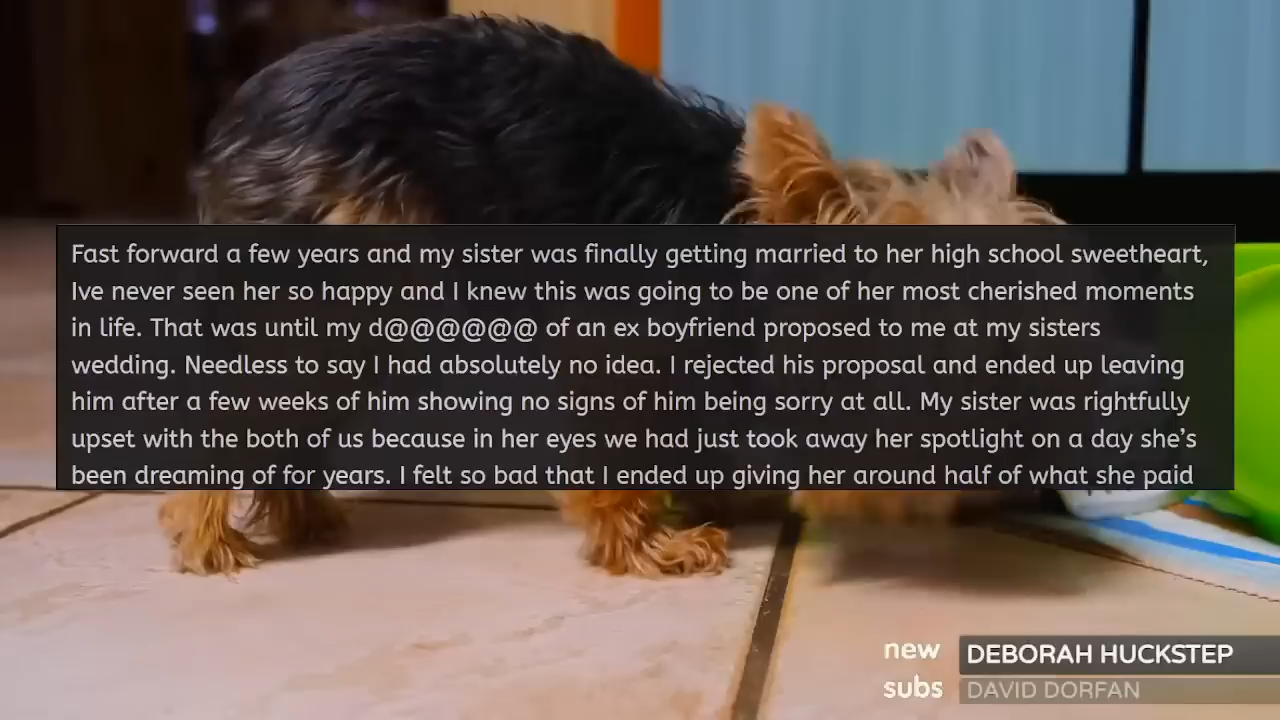 Fast forward a few years and my sister was finally getting married to her high school sweetheart,
Ive never seen her so happy and I knew this was going to be one of her most cherished moments
in life. That was until my d@@@@@@ of an ex boyfriend proposed to me at my sisters
wedding. Needless to say I had absolutely no idea. I rejected his proposal and ended up leaving
him after a few weeks of him showing no signs of him being sorry at all. My sister was rightfully
upset with the both of us because in her eyes we had just took away her spotlight on a day she’s
been dreaming of for years. I felt so bad that I ended up giving her around half of what she paid
new DEBORAH HUCKSTEP
subs DAVID DORFAN